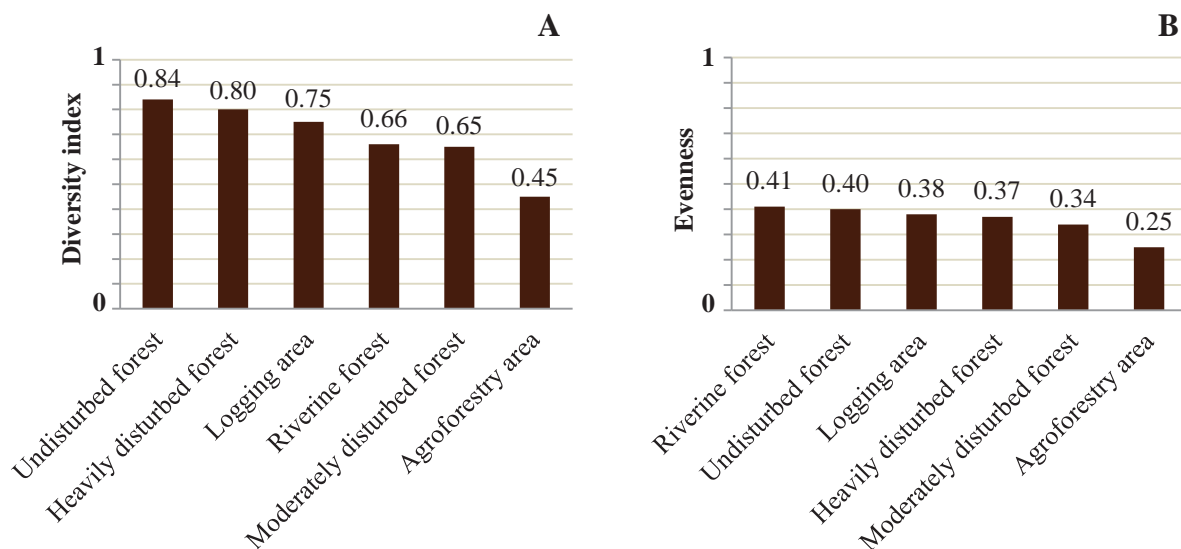 A
Diversity index
1
0
0.84
0.80
0.75
0.66
0.65
0.45
Undisturbed forest
Heavily disturbed forest
Logging area
Riverine forest
Moderately disturbed forest
Agroforestry area
B
Evenness
1
0
0.41
0.40
0.38
0.37
0.34
0.25
Riverine forest
Undisturbed forest
Logging area
Heavily disturbed forest
Moderately disturbed forest
Agroforestry area